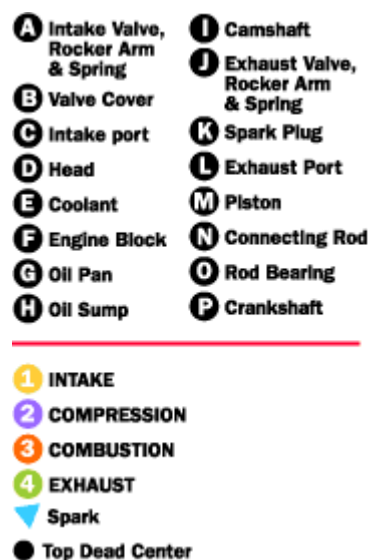 A Intake Valve,
Rocker Arm
& Spring
B Valve Cover
C Intake port
D Head
E Coolant
F Engine Block
G Oil Pan
H Oil Sump
I Camshaft
J Exhaust Valve,
Rocker Arm
& Spring
K Spark Plug
L Exhaust Port
M Piston
N Connecting Rod
O Rod Bearing
P Crankshaft
1 INTAKE
2 COMPRESSION
3 COMBUSTION
4 EXHAUST
Spark
Top Dead Center